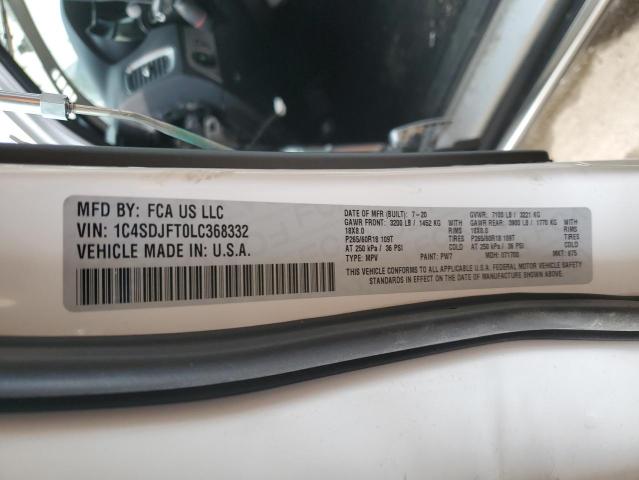 MFD BY: FCA US LLC
VIN: 1C4SDJFT0LC368332
VEHICLE MADE IN: U.S.A.
DATE OF MFR (BUILT): 7-20 GVWR: 7100 LB / 3221 KG
GAWR FRONT: 3200 LB / 1452 KG GAWR REAR: 3900 LB / 1770 KG
18X8.0 RIMS 18X8.0 RIMS
P265/60R18 109T TIRES P265/60R18 109T TIRES
AT 250 kPa / 36 PSI COLD AT 250 kPa / 36 PSI COLD
TYPE: MPV PAINT: PW7 MDH: 071700 MKT: 875
THIS VEHICLE CONFORMS TO ALL APPLICABLE U.S.A. FEDERAL MOTOR VEHICLE SAFETY
STANDARDS IN EFFECT ON THE DATE OF MANUFACTURE SHOWN ABOVE.